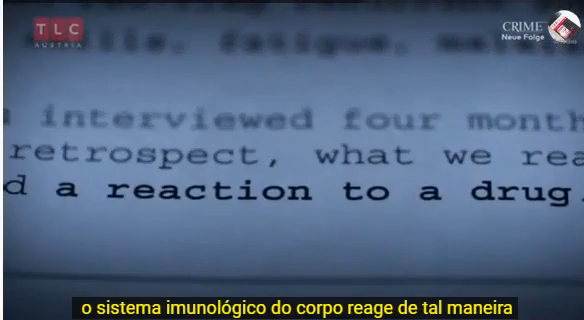 TLC
AUSTRIA
CRIME
Neue Folge
fatigue,
interviewed four month
retrospect, what we rea
d a reaction to a drug.
o sistema imunológico do corpo reage de tal maneira